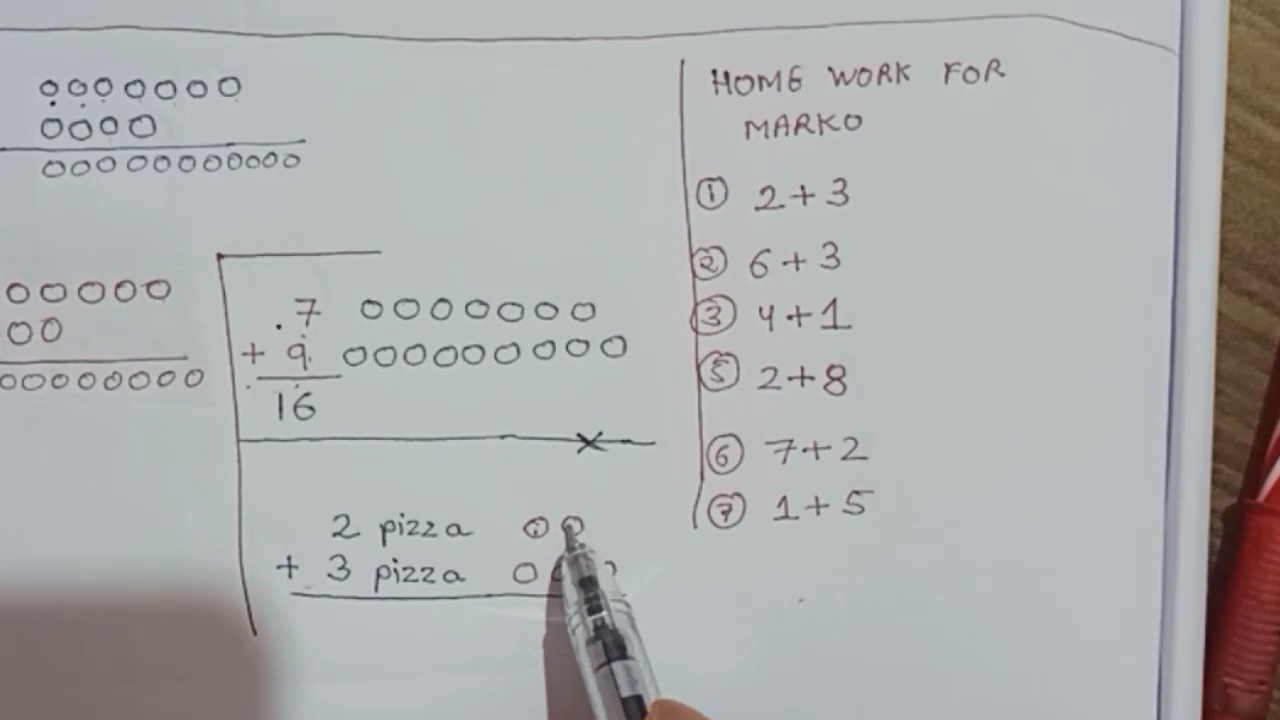 HOME WORK FOR
MARKO
① 2+3
② 6+3
③ 4+1
⑤ 2+8
⑥ 7+2
⑦ 1+5
7
+ 9
16
2 pizza
+ 3 pizza